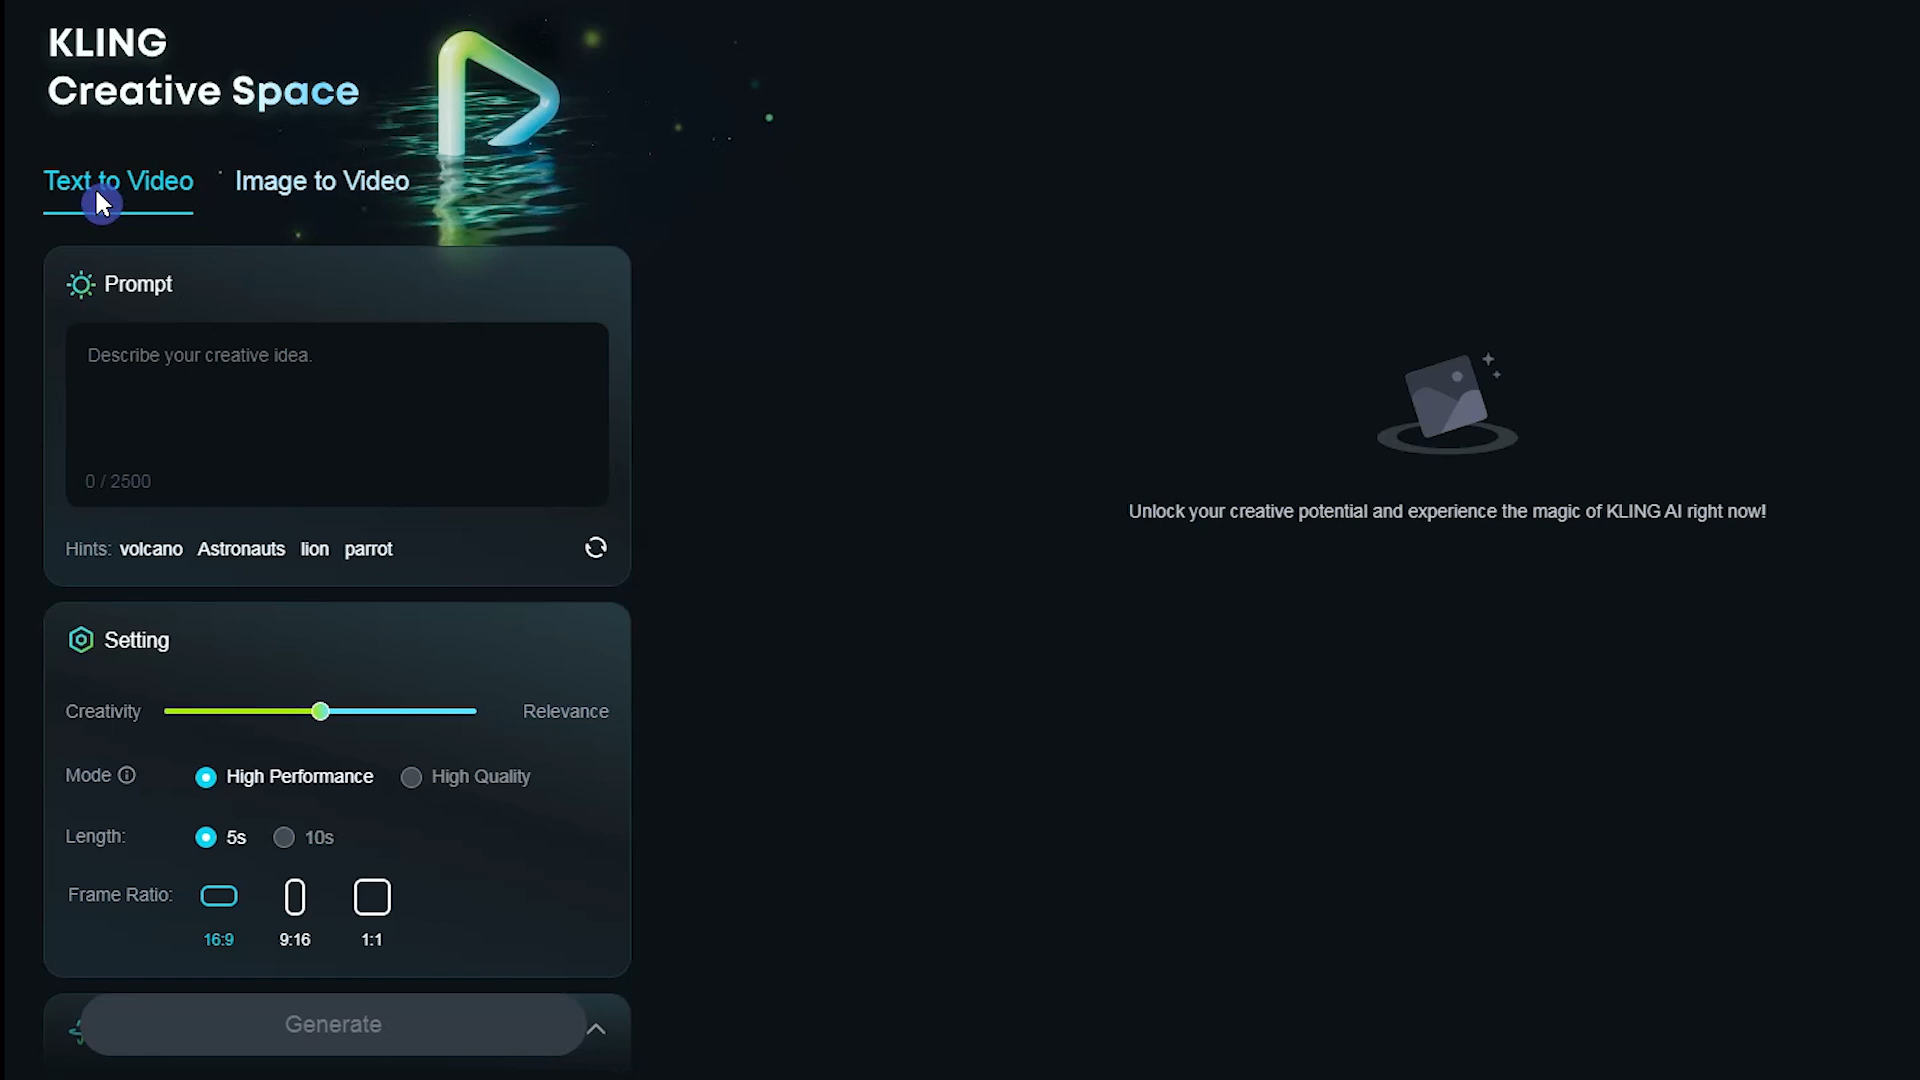 KLING
Creative Space
Text to Video
Image to Video
Prompt
Describe your creative idea.
0 / 2500
Hints: volcano Astronauts lion parrot
Setting
Creativity
Relevance
Mode
High Performance
High Quality
Length:
5s
10s
Frame Ratio:
16:9
9:16
1:1
Generate
Unlock your creative potential and experience the magic of KLING AI right now!